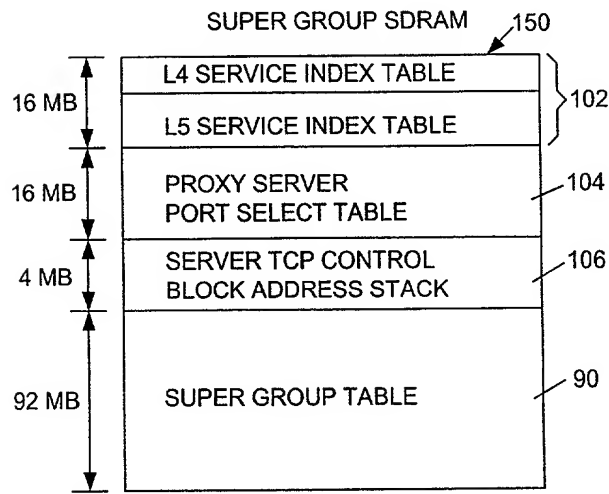 SUPER GROUP SDRAM
150
L4 SERVICE INDEX TABLE
16 MB
102
L5 SERVICE INDEX TABLE
16 MB
PROXY SERVER
PORT SELECT TABLE
104
4 MB
SERVER TCP CONTROL
BLOCK ADDRESS STACK
106
92 MB
SUPER GROUP TABLE
90